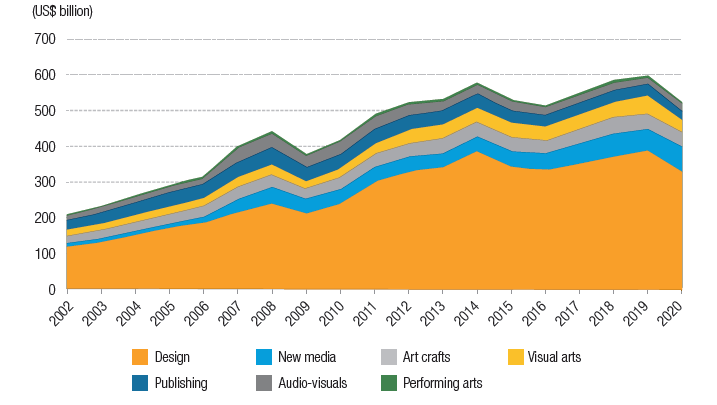 (US$ billion)
700
600
500
400
300
200
100
0
2002 2003 2004 2005 2006 2007 2008 2009 2010 2011 2012 2013 2014 2015 2016 2017 2018 2019 2020
Design New media Art crafts Visual arts
Publishing Audio-visuals Performing arts